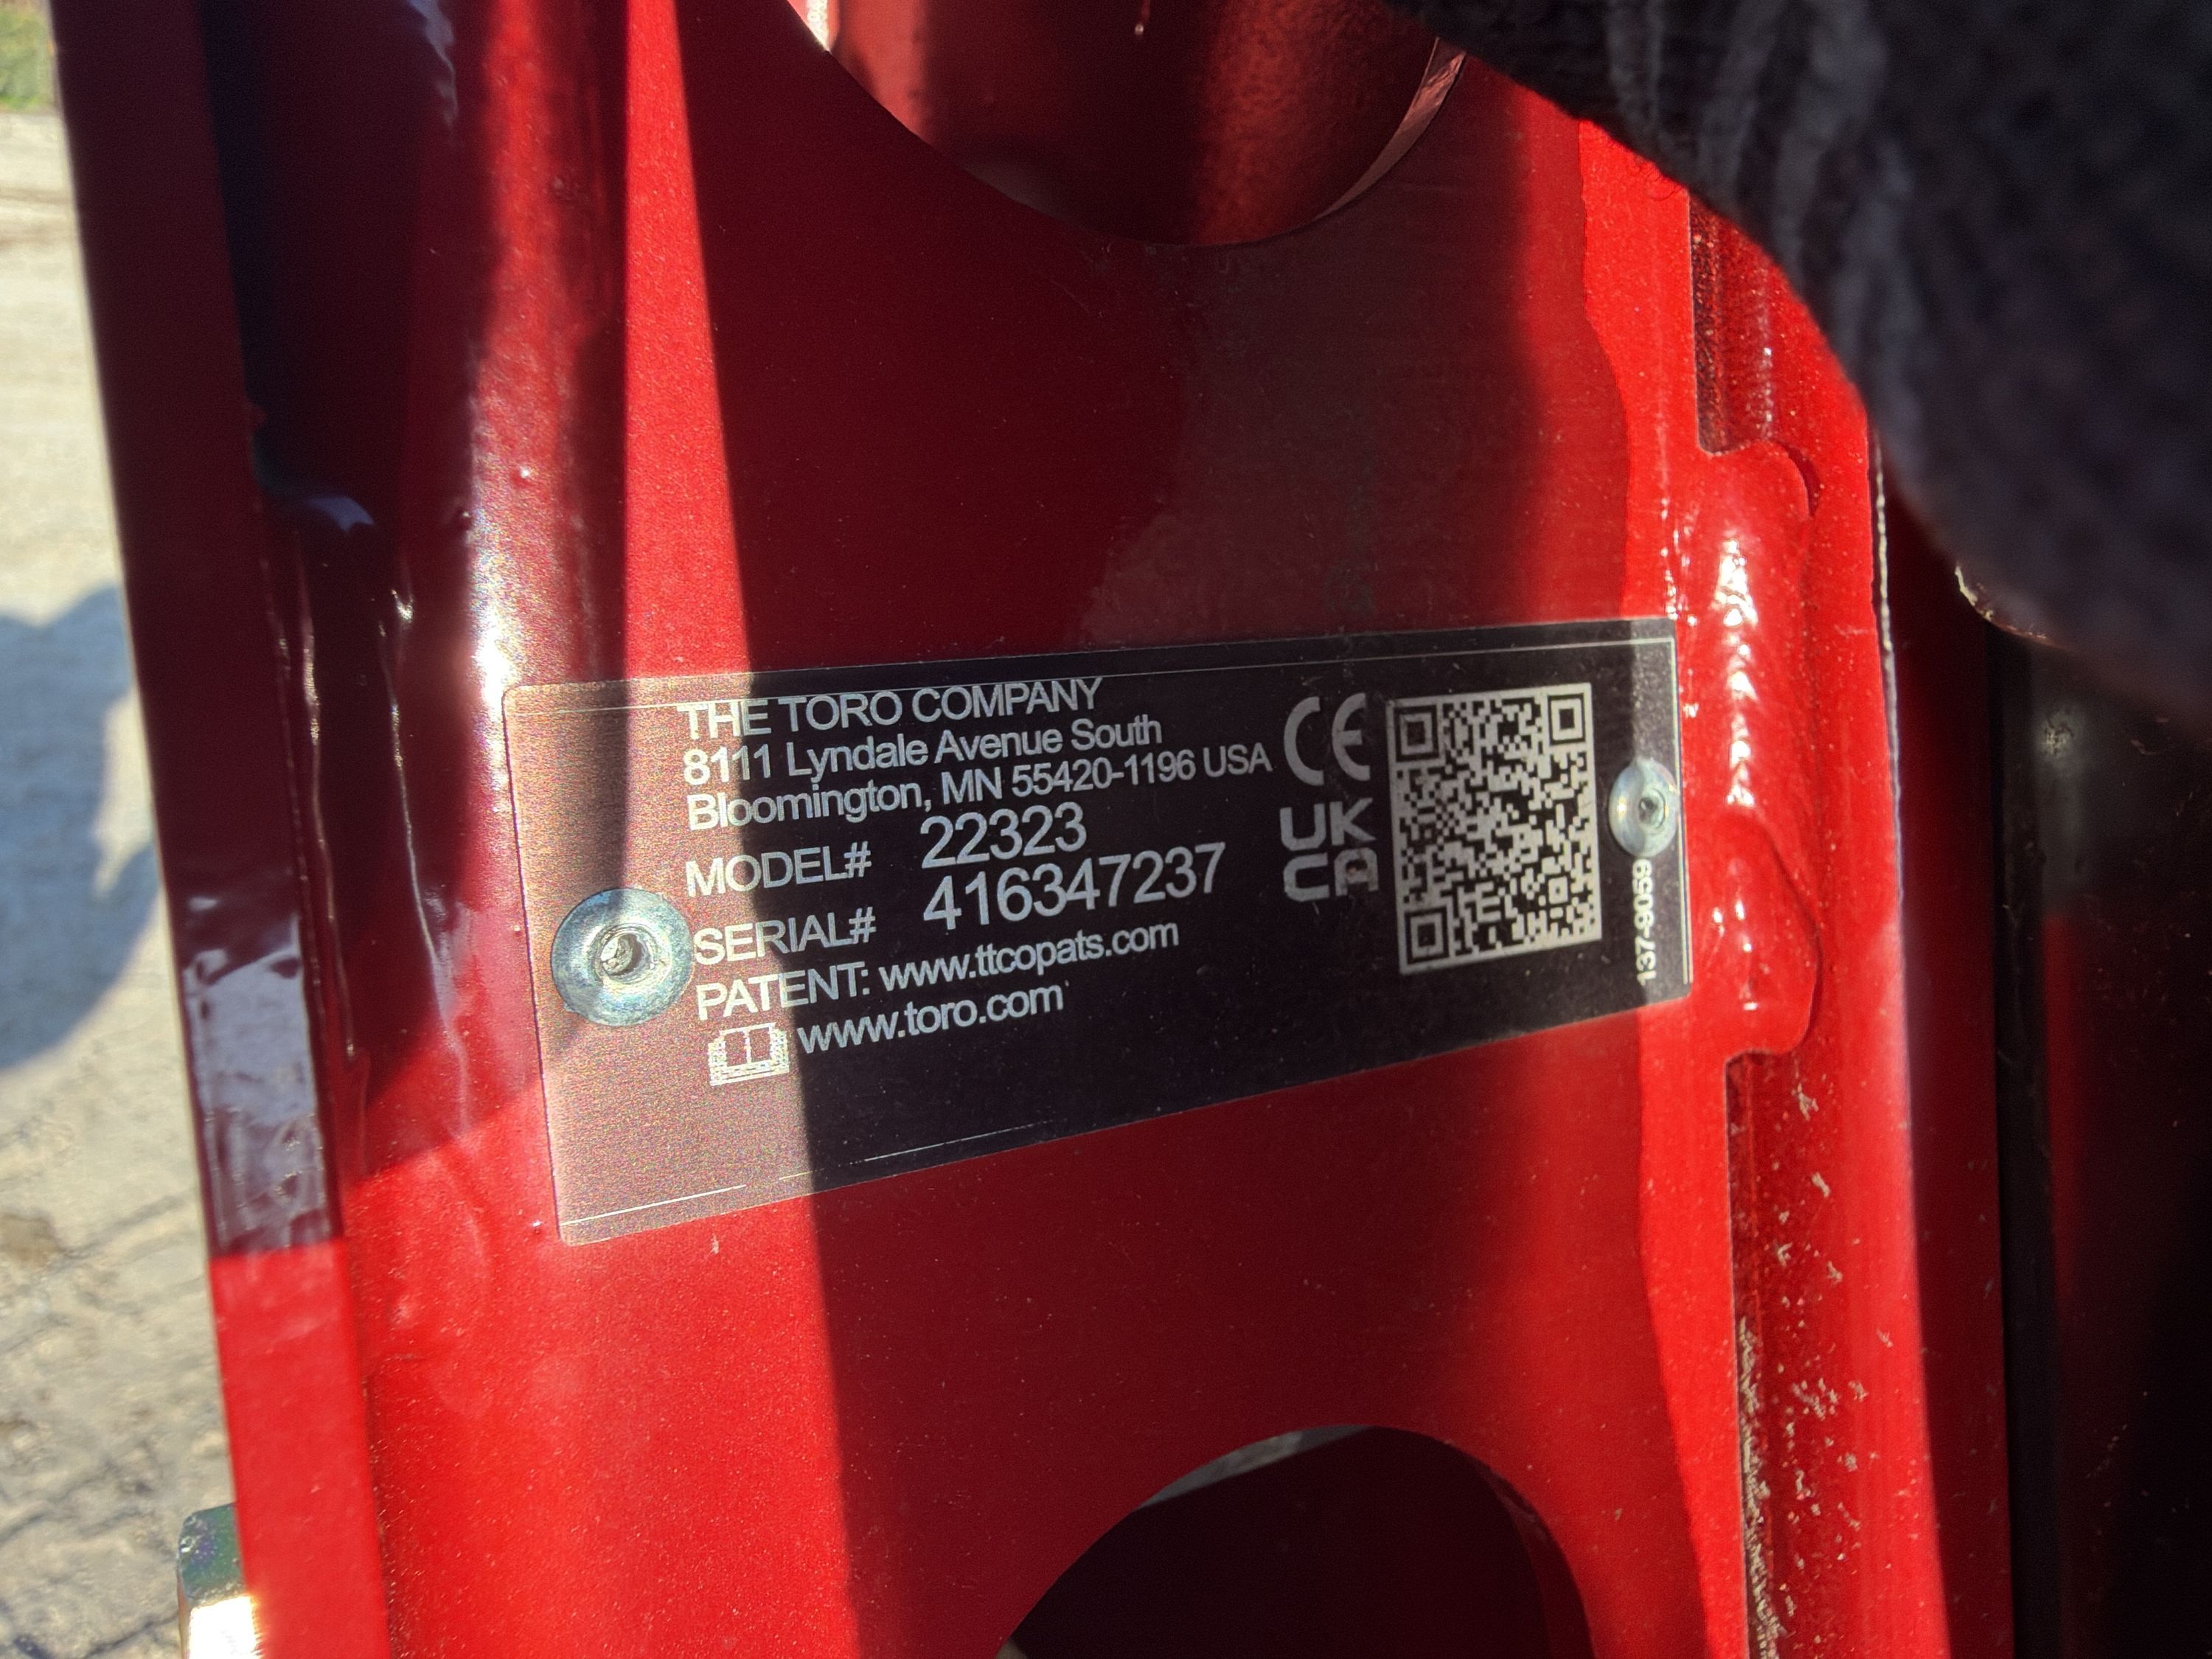 THE TORO COMPANY
8111 Lyndale Avenue South
Bloomington, MN 55420-1196 USA
MODEL# 22323
SERIAL# 416347237
PATENT: www.ttcopats.com
www.toro.com
CE
UK
CA
137-9059